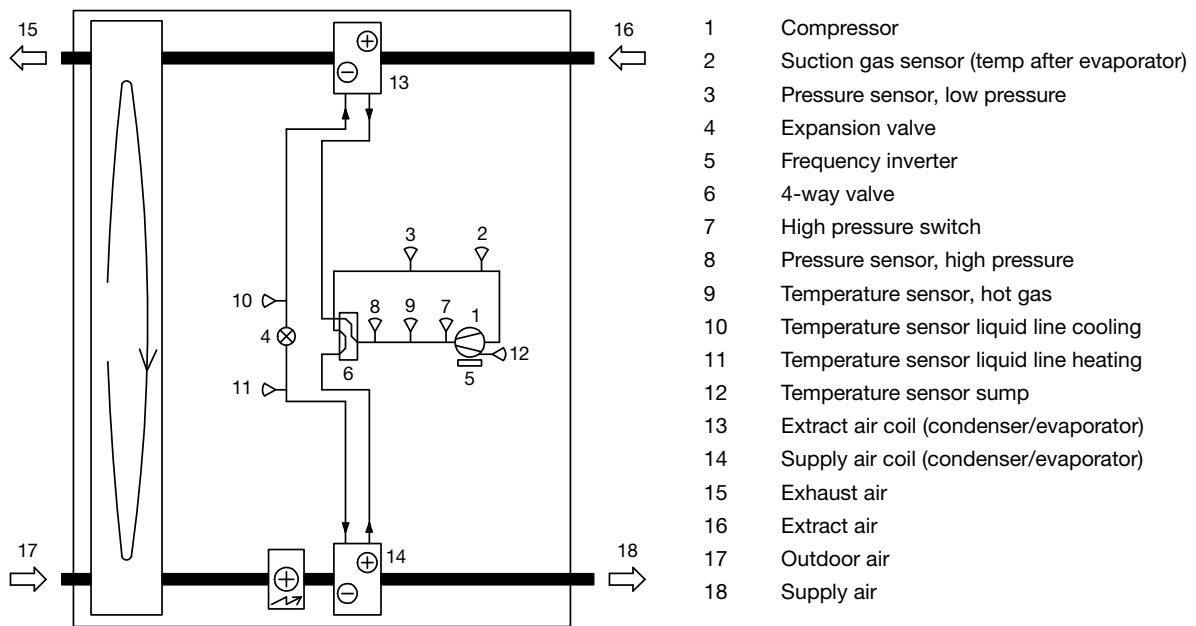 15
16
13
3
2
10
8
9
7
1
4
12
11
6
5
17
14
18
1 Compressor
2 Suction gas sensor (temp after evaporator)
3 Pressure sensor, low pressure
4 Expansion valve
5 Frequency inverter
6 4-way valve
7 High pressure switch
8 Pressure sensor, high pressure
9 Temperature sensor, hot gas
10 Temperature sensor liquid line cooling
11 Temperature sensor liquid line heating
12 Temperature sensor sump
13 Extract air coil (condenser/evaporator)
14 Supply air coil (condenser/evaporator)
15 Exhaust air
16 Extract air
17 Outdoor air
18 Supply air